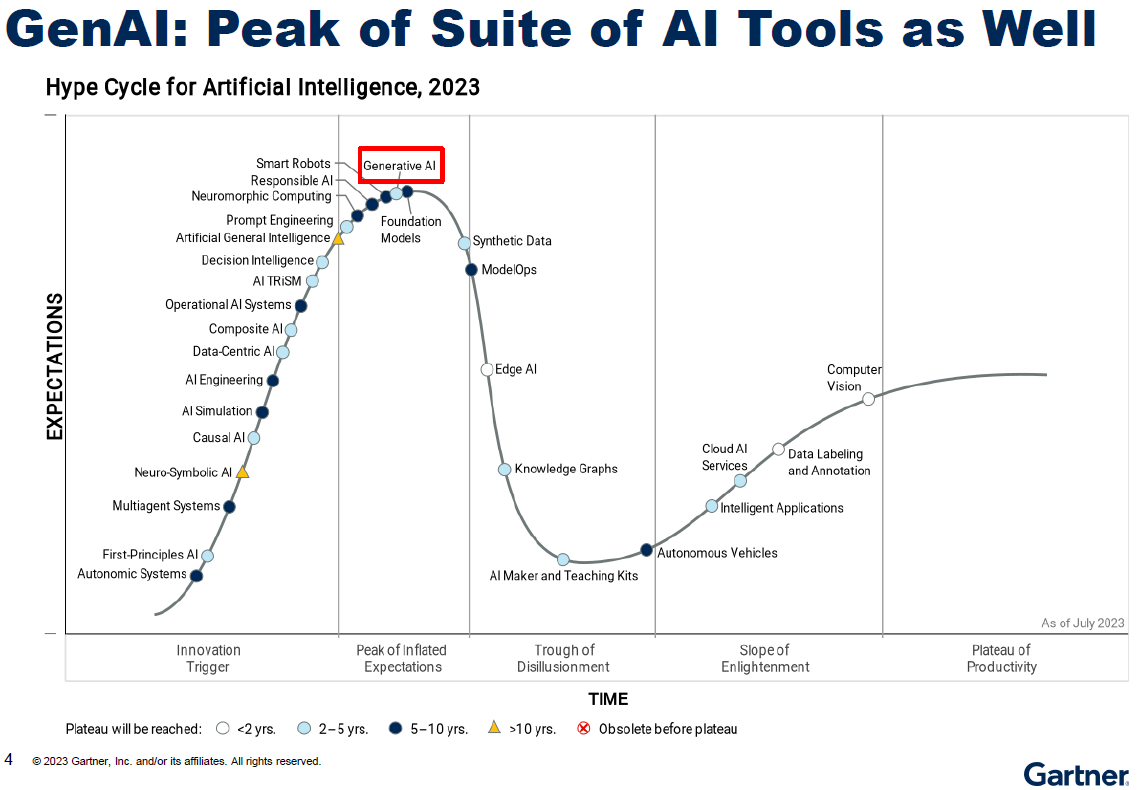 GenAI: Peak of Suite of AI Tools as Well
Hype Cycle for Artificial Intelligence, 2023
EXPECTATIONS
Smart Robots
Generative AI
Responsible AI
Neuromorphic Computing
Prompt Engineering
Foundation
Models
Artificial General Intelligence
Synthetic Data
Decision Intelligence
ModelOps
AI TRiSM
Operational AI Systems
Composite AI
Data-Centric AI
Edge AI
Computer
Vision
AI Engineering
AI Simulation
Causal AI
Cloud AI
Services
Data Labeling
and Annotation
Neuro-Symbolic AI
Knowledge Graphs
Multiagent Systems
Intelligent Applications
First-Principles AI
Autonomous Vehicles
Autonomic Systems
AI Maker and Teaching Kits
As of July 2023
Innovation
Trigger
Peak of Inflated
Expectations
Trough of
Disillusionment
Slope of
Enlightenment
Plateau of
Productivity
TIME
Plateau will be reached: <2 yrs. 2–5 yrs. 5–10 yrs. >10 yrs. Obsolete before plateau
4 © 2023 Gartner, Inc. and/or its affiliates. All rights reserved.
Gartner